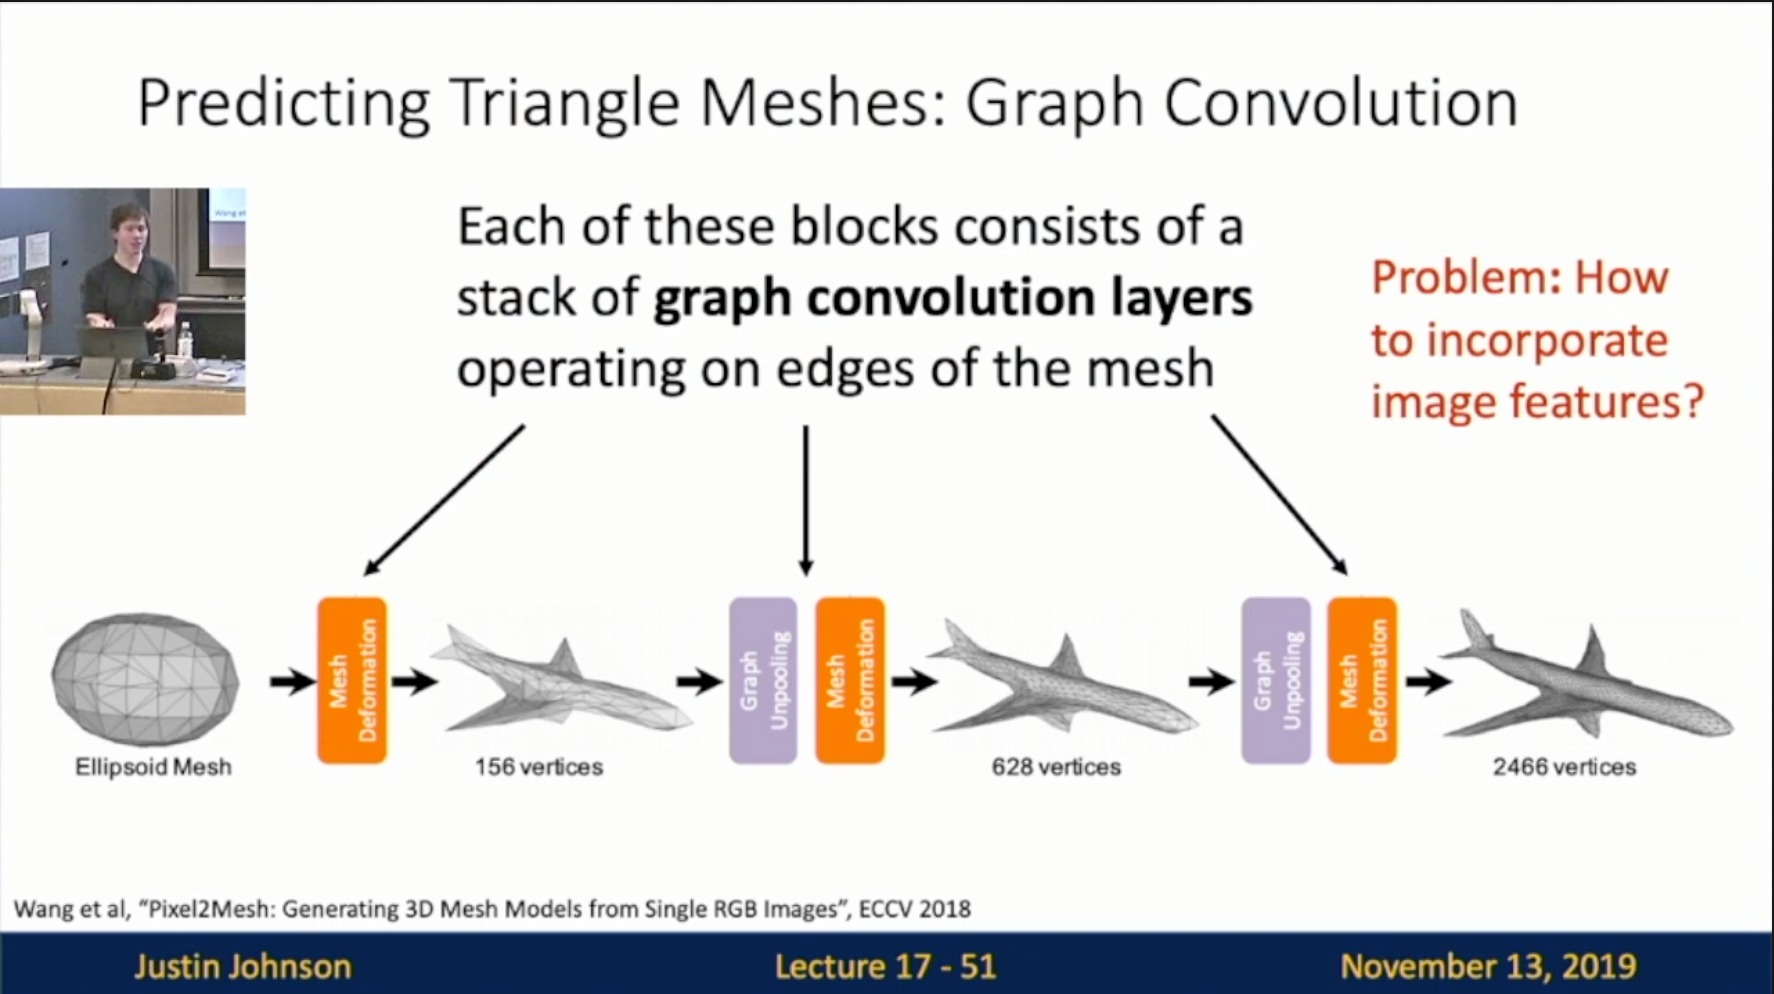 Predicting Triangle Meshes: Graph Convolution
Wang et
Each of these blocks consists of a
stack of graph convolution layers
operating on edges of the mesh
Problem: How
to incorporate
image features?
Mesh
Deformation
Graph
Unpooling
Mesh
Deformation
Graph
Unpooling
Mesh
Deformation
Ellipsoid Mesh
156 vertices
628 vertices
2466 vertices
Wang et al, “Pixel2Mesh: Generating 3D Mesh Models from Single RGB Images”, ECCV 2018
Justin Johnson
Lecture 17 - 51
November 13, 2019